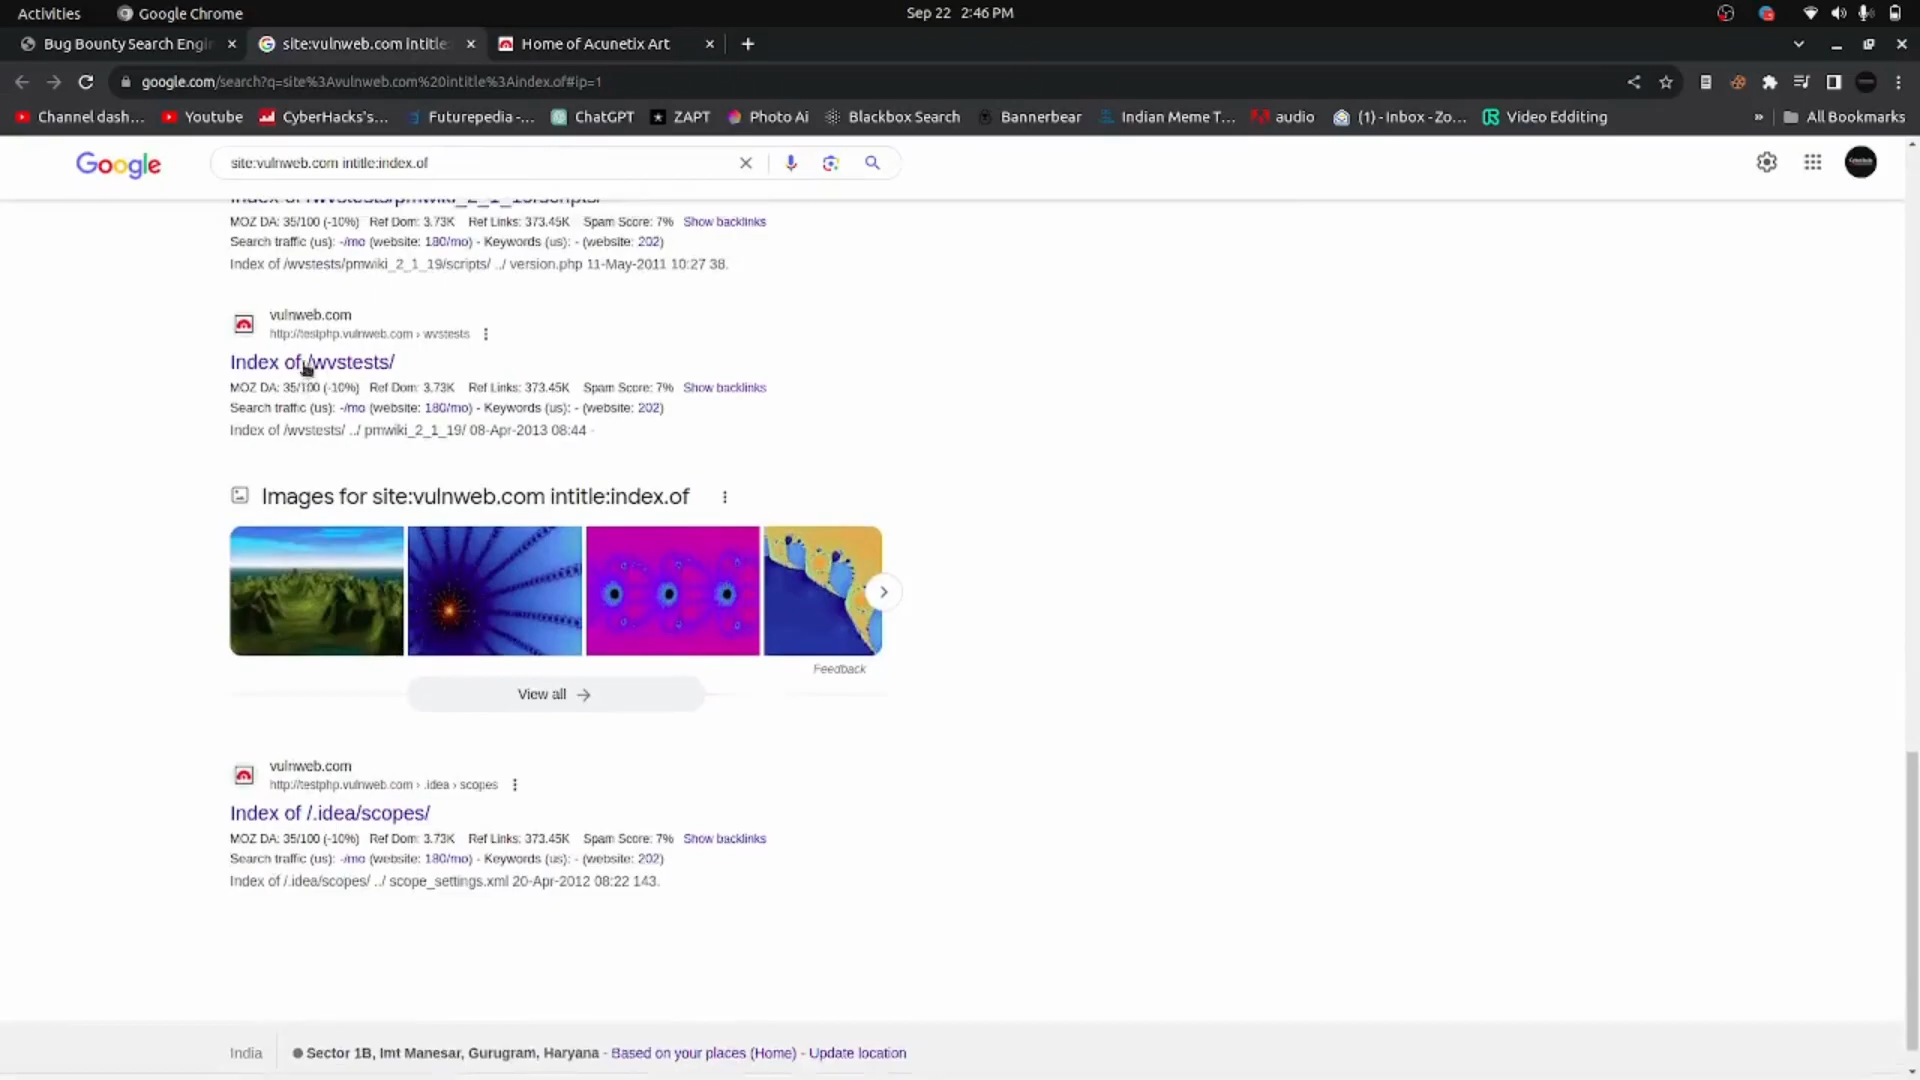 Activities
Google Chrome
Sep 22 2:46 PM
Bug Bounty Search Engi
site:vulnweb.com intitle:
Home of Acunetix Art
google.com/search?q=site%3Avulnweb.com%20intitle%3Aindex.of#ip=1
Channel dash...
Youtube
CyberHacks's...
Futurepedia -...
ChatGPT
ZAPT
Photo Ai
Blackbox Search
Bannerbear
Indian Meme T...
audio
(1) - Inbox - Zo...
Video Edditing
»
All Bookmarks
Google
site:vulnweb.com intitle:index.of
Index of /wvstests/pmwiki_2_1_19/scripts/
MOZ DA: 35/100 (-10%) Ref Dom: 3.73K Ref Links: 373.45K Spam Score: 7% Show backlinks
Search traffic (us): -/mo (website: 180/mo) - Keywords (us): - (website: 202)
Index of /wvstests/pmwiki_2_1_19/scripts/ ../ version.php 11-May-2011 10:27 38.
vulnweb.com
http://testphp.vulnweb.com › wvstests
Index of /wvstests/
MOZ DA: 35/100 (-10%) Ref Dom: 3.73K Ref Links: 373.45K Spam Score: 7% Show backlinks
Search traffic (us): -/mo (website: 180/mo) - Keywords (us): - (website: 202)
Index of /wvstests/ ../ pmwiki_2_1_19/ 08-Apr-2013 08:44 -
Images for site:vulnweb.com intitle:index.of
Feedback
View all
vulnweb.com
http://testphp.vulnweb.com › .idea › scopes
Index of /.idea/scopes/
MOZ DA: 35/100 (-10%) Ref Dom: 3.73K Ref Links: 373.45K Spam Score: 7% Show backlinks
Search traffic (us): -/mo (website: 180/mo) - Keywords (us): - (website: 202)
Index of /.idea/scopes/ ../ scope_settings.xml 20-Apr-2012 08:22 143.
India
Sector 1B, Imt Manesar, Gurugram, Haryana - Based on your places (Home) - Update location